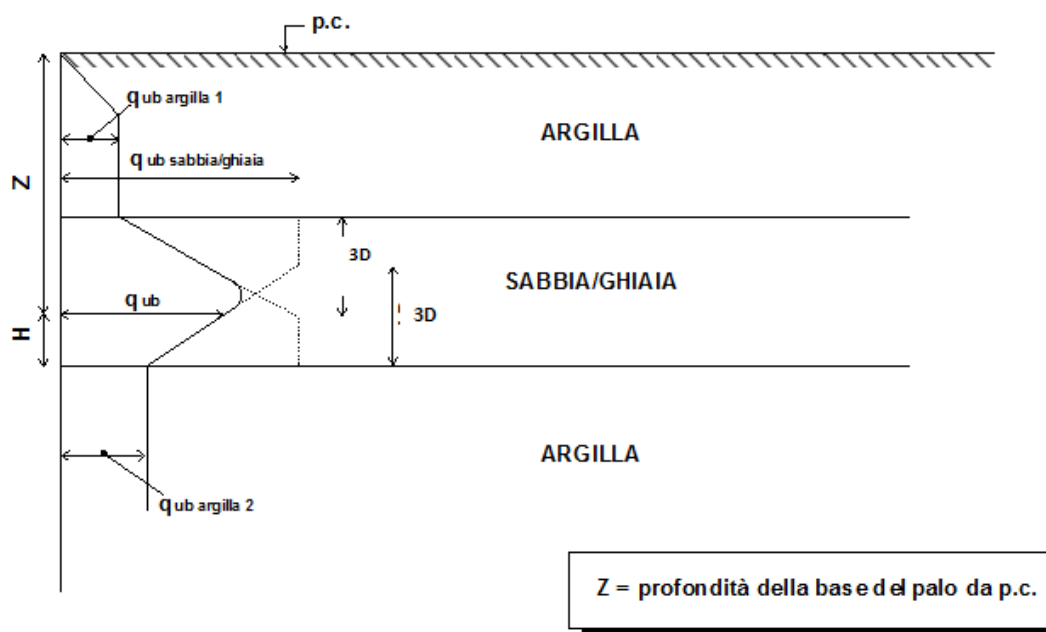 p.c.
q ub argilla 1
ARGILLA
q ub sabbia/ghiaia
Z
3D
SABBIA/GHIAIA
q ub
3D
H
ARGILLA
q ub argilla 2
Z = profondità della base del palo da p.c.